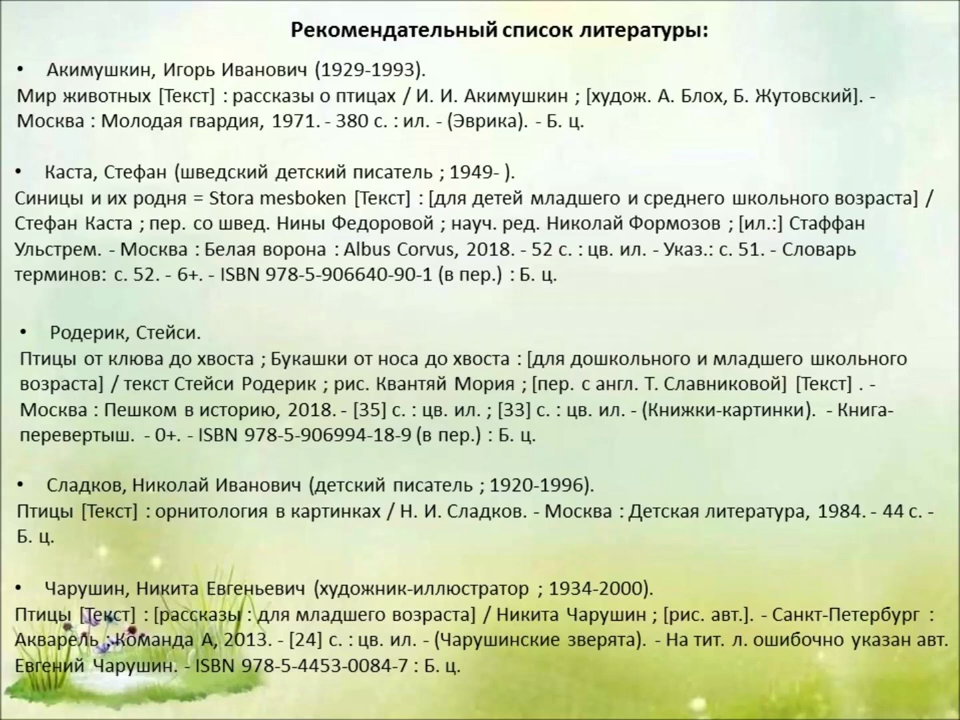 Рекомендательный список литературы:
• Акимушкин, Игорь Иванович (1929-1993).
Мир животных [Текст] : рассказы о птицах / И. И. Акимушкин ; [худож. А. Блох, Б. Жутовский]. -
Москва : Молодая гвардия, 1971. - 380 с. : ил. - (Эврика). - Б. ц.
• Каста, Стефан (шведский детский писатель ; 1949- ).
Синицы и их родня = Stora mesboken [Текст] : [для детей младшего и среднего школьного возраста] /
Стефан Каста ; пер. со швед. Нины Федоровой ; науч. ред. Николай Формозов ; [ил.:] Стаффан
Ульстрем. - Москва : Белая ворона : Albus Corvus, 2018. - 52 с. : цв. ил. - Указ.: с. 51. - Словарь
терминов: с. 52. - 6+. - ISBN 978-5-906640-90-1 (в пер.) : Б. ц.
• Родерик, Стейси.
Птицы от клюва до хвоста ; Букашки от носа до хвоста : [для дошкольного и младшего школьного
возраста] / текст Стейси Родерик ; рис. Квантяй Мория ; [пер. с англ. Т. Славниковой] [Текст] . -
Москва : Пешком в историю, 2018. - [35] с. : цв. ил. ; [33] с. : цв. ил. - (Книжки-картинки). - Книга-
перевертыш. - 0+. - ISBN 978-5-906994-18-9 (в пер.) : Б. ц.
• Сладков, Николай Иванович (детский писатель ; 1920-1996).
Птицы [Текст] : орнитология в картинках / Н. И. Сладков. - Москва : Детская литература, 1984. - 44 с. -
Б. ц.
• Чарушин, Никита Евгеньевич (художник-иллюстратор ; 1934-2000).
Птицы [Текст] : [рассказы : для младшего возраста] / Никита Чарушин ; [рис. авт.]. - Санкт-Петербург :
Акварель : Команда А, 2013. - [24] с. : цв. ил. - (Чарушинские зверята). - На тит. л. ошибочно указан авт.
Евгений Чарушин. - ISBN 978-5-4453-0084-7 : Б. ц.